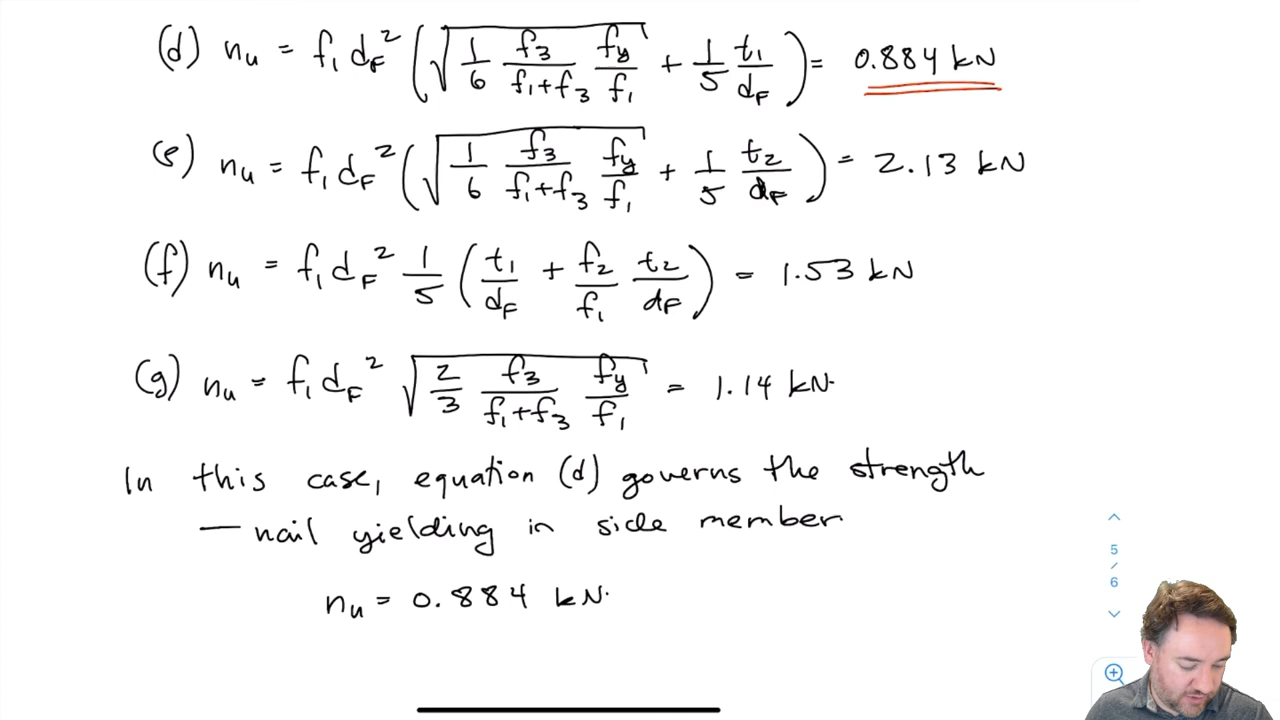 (d) nu = f1 dF² (√(1/6 f3/(f1+f3) fy/f1) + 1/5 t1/dF) = 0.884 kN
(e) nu = f1 dF² (√(1/6 f3/(f1+f3) fy/f1) + 1/5 t2/dF) = 2.13 kN
(f) nu = f1 dF² 1/5 (t1/dF + f2/f1 t2/dF) = 1.53 kN
(g) nu = f1 dF² √(2/3 f3/(f1+f3) fy/f1) = 1.14 kN.
In this case, equation (d) governs the strength
— nail yielding in side member.
nu = 0.884 kN.
5
/
6